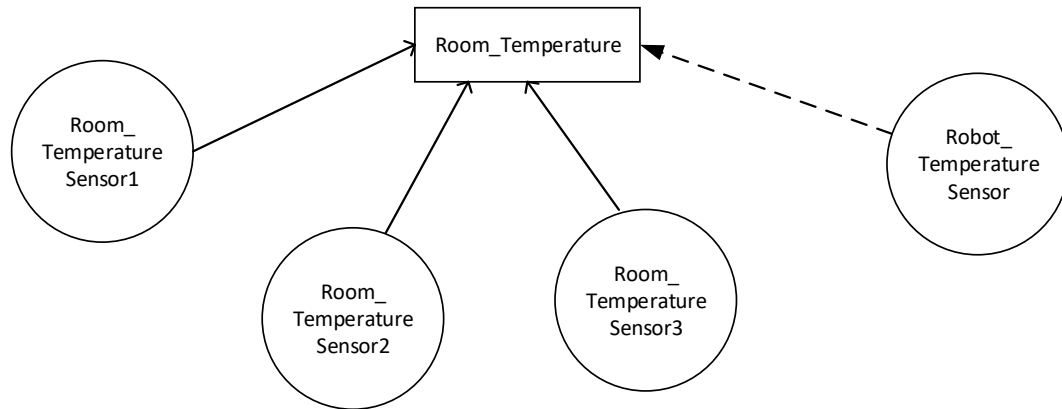 Room_Temperature
Room_
Temperature
Sensor1
Robot_
Temperature
Sensor
Room_
Temperature
Sensor2
Room_
Temperature
Sensor3